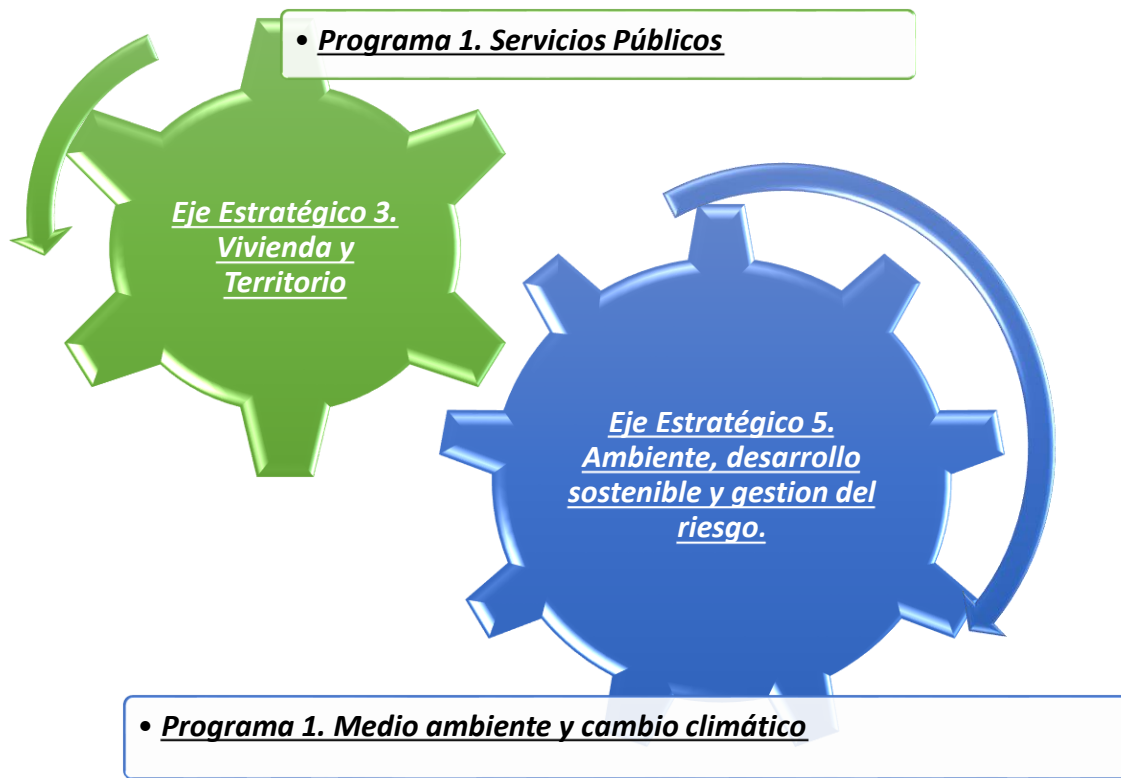 • Programa 1. Servicios Públicos
Eje Estratégico 3.
Vivienda y
Territorio
Eje Estratégico 5.
Ambiente, desarrollo
sostenible y gestion del
riesgo.
• Programa 1. Medio ambiente y cambio climático